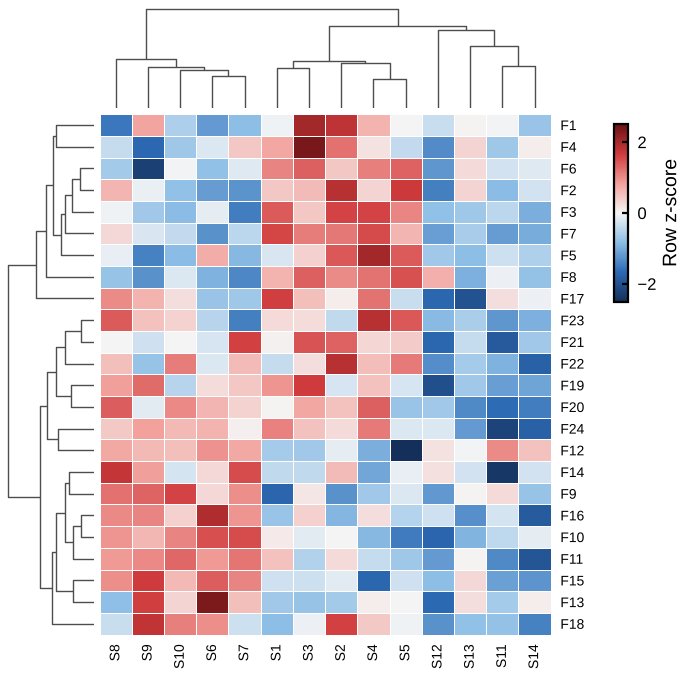 F1
F4
F6
F2
F3
F7
F5
F8
F17
F23
F21
F22
F19
F20
F24
F12
F14
F9
F16
F10
F11
F15
F13
F18
S8 S9 S10 S6 S7 S1 S3 S2 S4 S5 S12 S13 S11 S14
2
0
−2
Row z-score